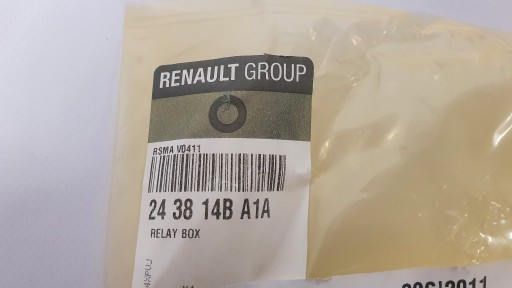 RENAULT GROUP
RSMA V0411
24 38 14B A1A
RELAY BOX